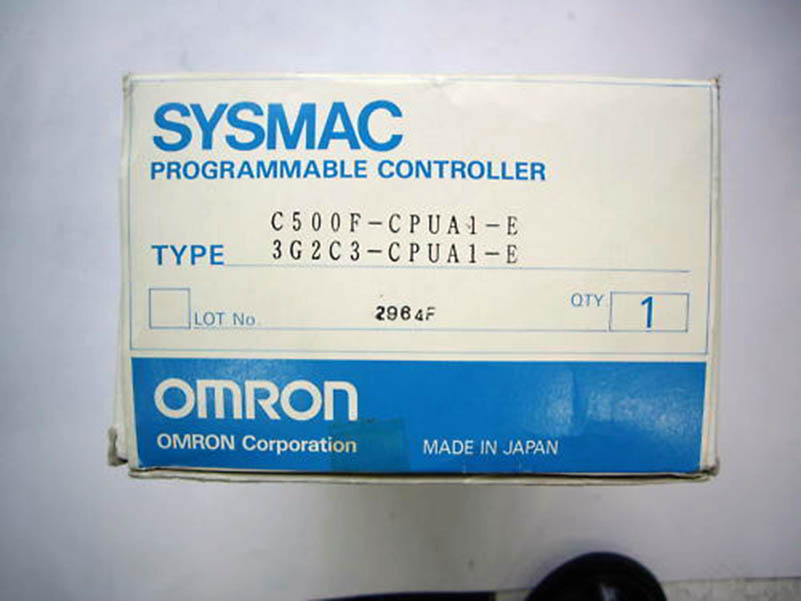 SYSMAC
PROGRAMMABLE CONTROLLER
C500F-CPUA1-E
TYPE 3G2C3-CPUA1-E
LOT No. 2964F QTY. 1
OMRON
OMRON Corporation MADE IN JAPAN